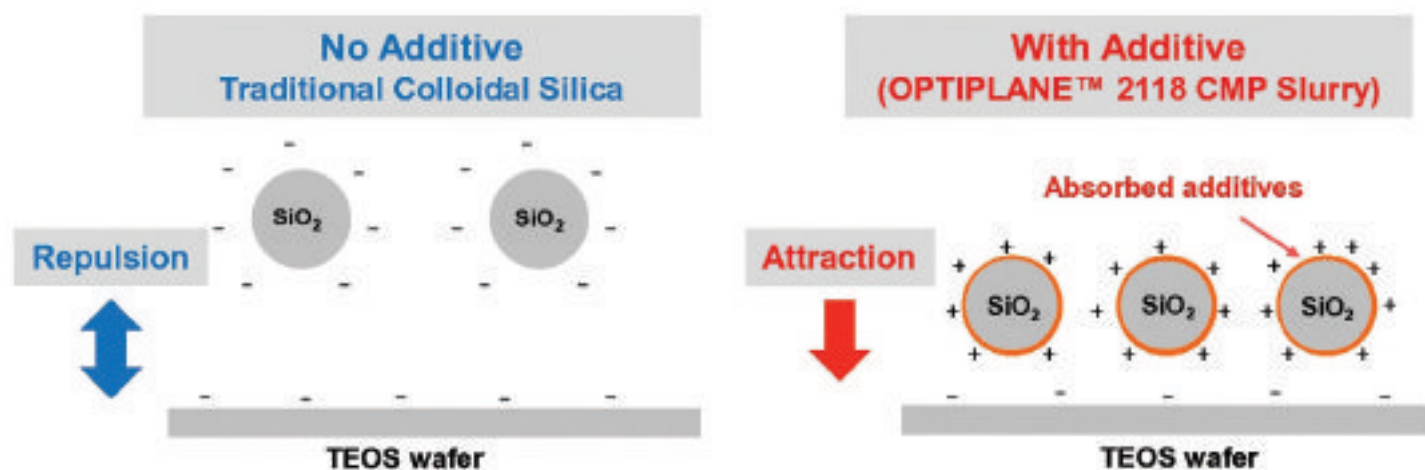 No Additive
Traditional Colloidal Silica
- - - - - - - - - - - - - -
SiO₂
SiO₂
Repulsion
- - - - -
TEOS wafer
With Additive
(OPTIPLANE™ 2118 CMP Slurry)
Absorbed additives
Attraction
+ + + + + + + + + + + + + + + + + + + +
SiO₂
SiO₂
SiO₂
- - - - -
TEOS wafer